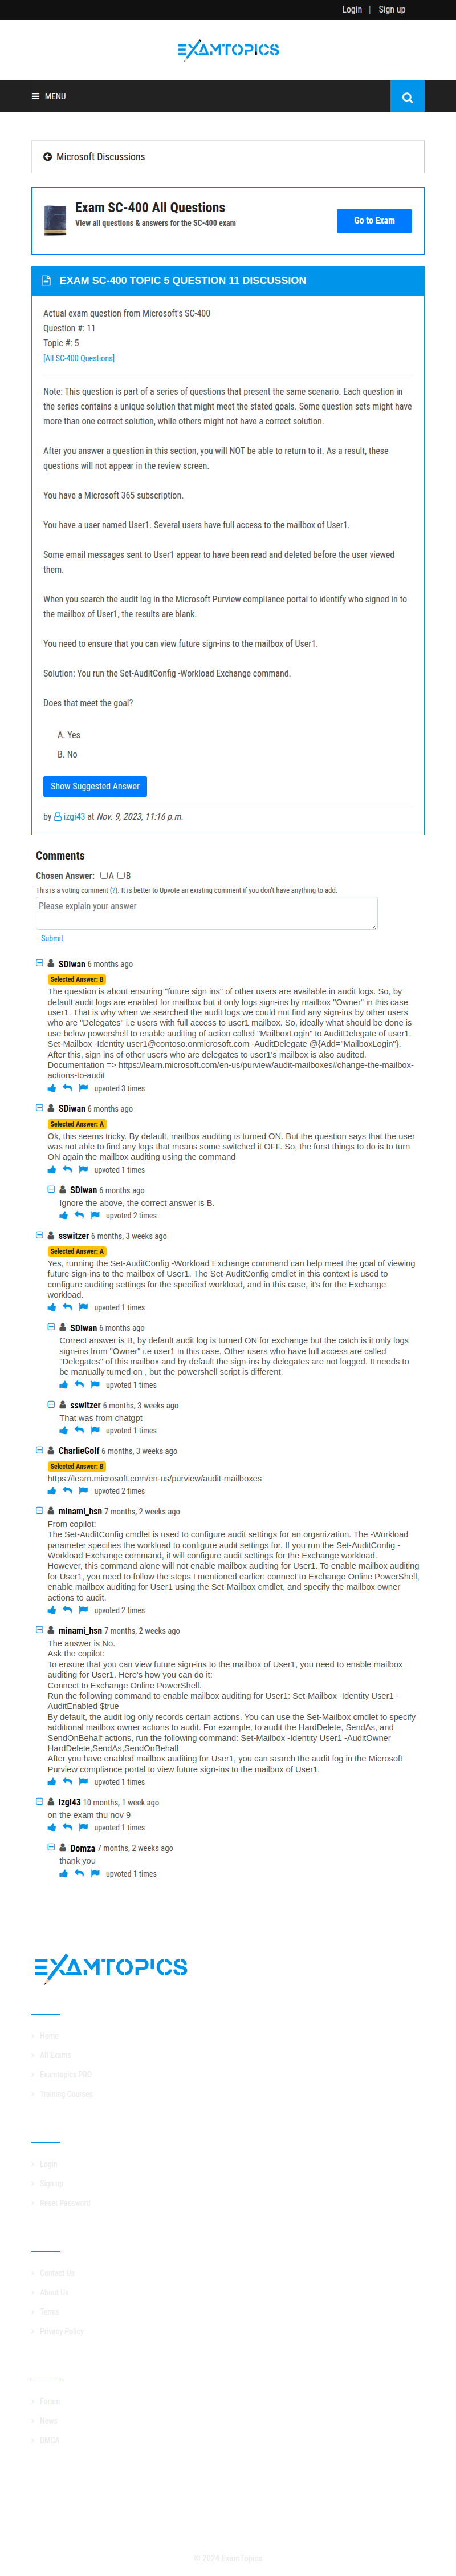 Login | Sign up
EXAMTOPICS
MENU
Microsoft Discussions
Exam SC-400 All Questions
View all questions & answers for the SC-400 exam
Go to Exam
EXAM SC-400 TOPIC 5 QUESTION 11 DISCUSSION
Actual exam question from Microsoft's SC-400
Question #: 11
Topic #: 5
[All SC-400 Questions]
Note: This question is part of a series of questions that present the same scenario. Each question in
the series contains a unique solution that might meet the stated goals. Some question sets might have
more than one correct solution, while others might not have a correct solution.
After you answer a question in this section, you will NOT be able to return to it. As a result, these
questions will not appear in the review screen.
You have a Microsoft 365 subscription.
You have a user named User1. Several users have full access to the mailbox of User1.
Some email messages sent to User1 appear to have been read and deleted before the user viewed
them.
When you search the audit log in the Microsoft Purview compliance portal to identify who signed in to
the mailbox of User1, the results are blank.
You need to ensure that you can view future sign-ins to the mailbox of User1.
Solution: You run the Set-AuditConfig -Workload Exchange command.
Does that meet the goal?
A. Yes
B. No
Show Suggested Answer
by izgi43 at Nov. 9, 2023, 11:16 p.m.
Comments
Chosen Answer: A B
This is a voting comment (?). It is better to Upvote an existing comment if you don't have anything to add.
Please explain your answer
Submit
SDiwan 6 months ago
Selected Answer: B
The question is about ensuring "future sign ins" of other users are available in audit logs. So, by
default audit logs are enabled for mailbox but it only logs sign-ins by mailbox "Owner" in this case
user1. That is why when we searched the audit logs we could not find any sign-ins by other users
who are "Delegates" i.e users with full access to user1 mailbox. So, ideally what should be done is
use below powershell to enable auditing of action called "MailboxLogin" to AuditDelegate of user1.
Set-Mailbox -Identity user1@contoso.onmicrosoft.com -AuditDelegate @{Add="MailboxLogin"}.
After this, sign ins of other users who are delegates to user1's mailbox is also audited.
Documentation => https://learn.microsoft.com/en-us/purview/audit-mailboxes#change-the-mailbox-
actions-to-audit
upvoted 3 times
SDiwan 6 months ago
Selected Answer: A
Ok, this seems tricky. By default, mailbox auditing is turned ON. But the question says that the user
was not able to find any logs that means some switched it OFF. So, the forst things to do is to turn
ON again the mailbox auditing using the command
upvoted 1 times
SDiwan 6 months ago
Ignore the above, the correct answer is B.
upvoted 2 times
sswitzer 6 months, 3 weeks ago
Selected Answer: A
Yes, running the Set-AuditConfig -Workload Exchange command can help meet the goal of viewing
future sign-ins to the mailbox of User1. The Set-AuditConfig cmdlet in this context is used to
configure auditing settings for the specified workload, and in this case, it's for the Exchange
workload.
upvoted 1 times
SDiwan 6 months ago
Correct answer is B, by default audit log is turned ON for exchange but the catch is it only logs
sign-ins from "Owner" i.e user1 in this case. Other users who have full access are called
"Delegates" of this mailbox and by default the sign-ins by delegates are not logged. It needs to
be manually turned on , but the powershell script is different.
upvoted 1 times
sswitzer 6 months, 3 weeks ago
That was from chatgpt
upvoted 1 times
CharlieGolf 6 months, 3 weeks ago
Selected Answer: B
https://learn.microsoft.com/en-us/purview/audit-mailboxes
upvoted 2 times
minami_hsn 7 months, 2 weeks ago
From copilot:
The Set-AuditConfig cmdlet is used to configure audit settings for an organization. The -Workload
parameter specifies the workload to configure audit settings for. If you run the Set-AuditConfig -
Workload Exchange command, it will configure audit settings for the Exchange workload.
However, this command alone will not enable mailbox auditing for User1. To enable mailbox auditing
for User1, you need to follow the steps I mentioned earlier: connect to Exchange Online PowerShell,
enable mailbox auditing for User1 using the Set-Mailbox cmdlet, and specify the mailbox owner
actions to audit.
upvoted 2 times
minami_hsn 7 months, 2 weeks ago
The answer is No.
Ask the copilot:
To ensure that you can view future sign-ins to the mailbox of User1, you need to enable mailbox
auditing for User1. Here's how you can do it:
Connect to Exchange Online PowerShell.
Run the following command to enable mailbox auditing for User1: Set-Mailbox -Identity User1 -
AuditEnabled $true
By default, the audit log only records certain actions. You can use the Set-Mailbox cmdlet to specify
additional mailbox owner actions to audit. For example, to audit the HardDelete, SendAs, and
SendOnBehalf actions, run the following command: Set-Mailbox -Identity User1 -AuditOwner
HardDelete,SendAs,SendOnBehalf
After you have enabled mailbox auditing for User1, you can search the audit log in the Microsoft
Purview compliance portal to view future sign-ins to the mailbox of User1.
upvoted 1 times
izgi43 10 months, 1 week ago
on the exam thu nov 9
upvoted 1 times
Domza 7 months, 2 weeks ago
thank you
upvoted 1 times
EXAMTOPICS
Home
All Exams
Examtopics PRO
Training Courses
Login
Sign up
Reset Password
Contact Us
About Us
Terms
Privacy Policy
Forum
News
DMCA
© 2024 ExamTopics